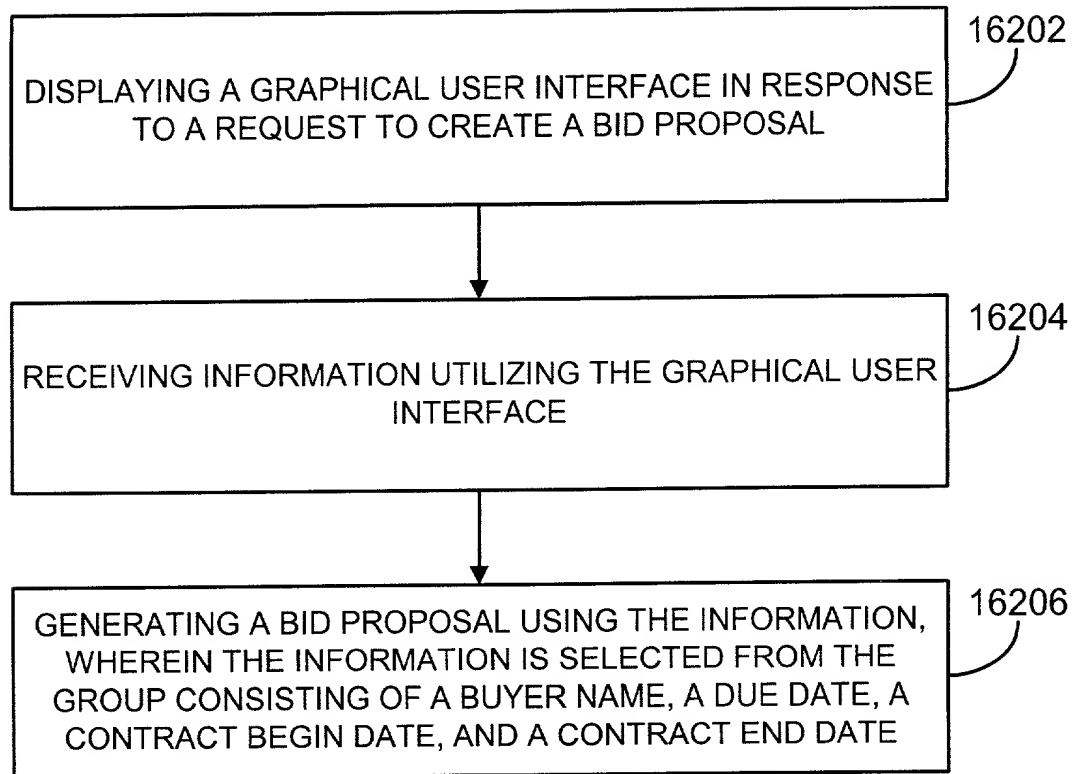 16202
DISPLAYING A GRAPHICAL USER INTERFACE IN RESPONSE
TO A REQUEST TO CREATE A BID PROPOSAL
16204
RECEIVING INFORMATION UTILIZING THE GRAPHICAL USER
INTERFACE
16206
GENERATING A BID PROPOSAL USING THE INFORMATION,
WHEREIN THE INFORMATION IS SELECTED FROM THE
GROUP CONSISTING OF A BUYER NAME, A DUE DATE, A
CONTRACT BEGIN DATE, AND A CONTRACT END DATE